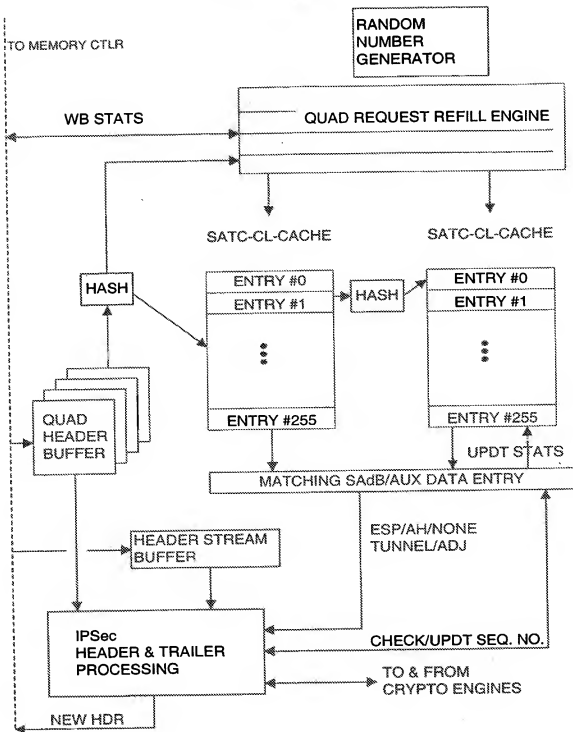 RANDOM
NUMBER
GENERATOR
TO MEMORY CTLR
WB STATS
QUAD REQUEST REFILL ENGINE
SATC-CL-CACHE
SATC-CL-CACHE
HASH
ENTRY #0
ENTRY #1
HASH
ENTRY #0
ENTRY #1
QUAD
HEADER
BUFFER
ENTRY #255
ENTRY #255
UPDT STATS
MATCHING SAdB/AUX DATA ENTRY
HEADER STREAM
BUFFER
ESP/AH/NONE
TUNNEL/ADJ
IPSec
HEADER & TRAILER
PROCESSING
CHECK/UPDT SEQ. NO.
TO & FROM
CRYPTO ENGINES
NEW HDR